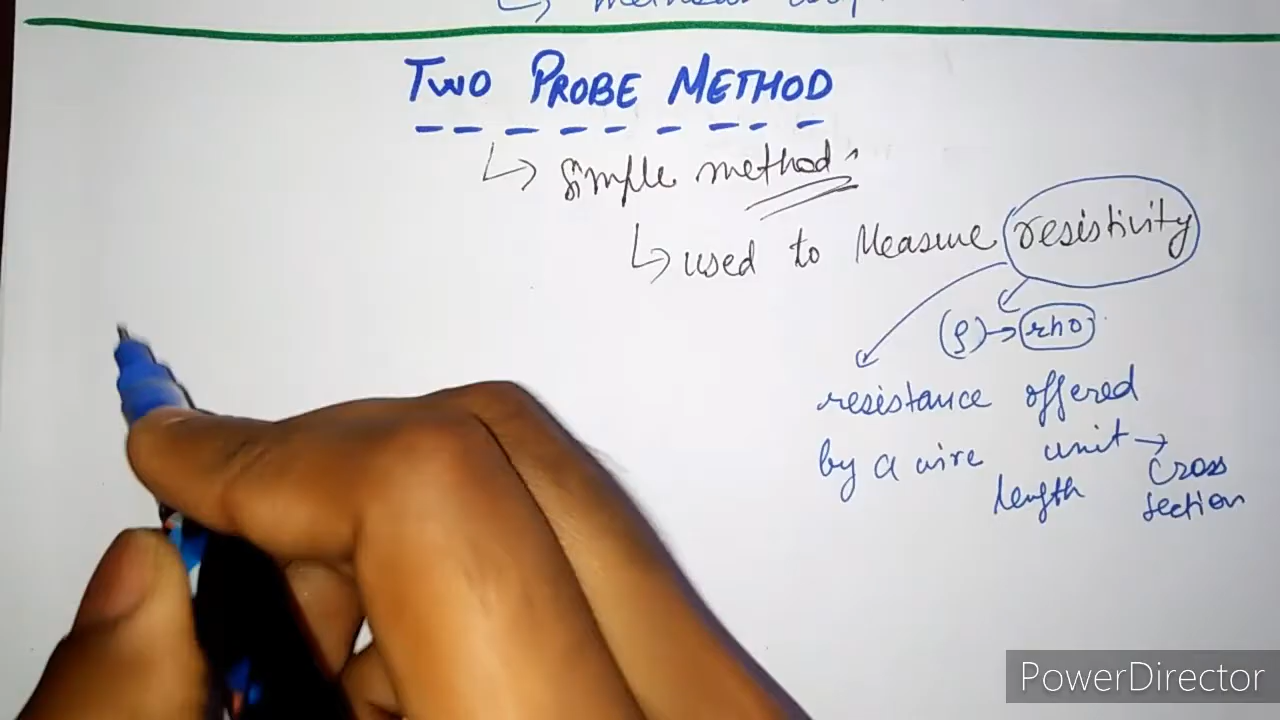 TWO PROBE METHOD
↳ Simple method
↳ used to Measure resistivity
(ρ) → rho
resistance offered
by a wire unit →
length Cross
section
PowerDirector